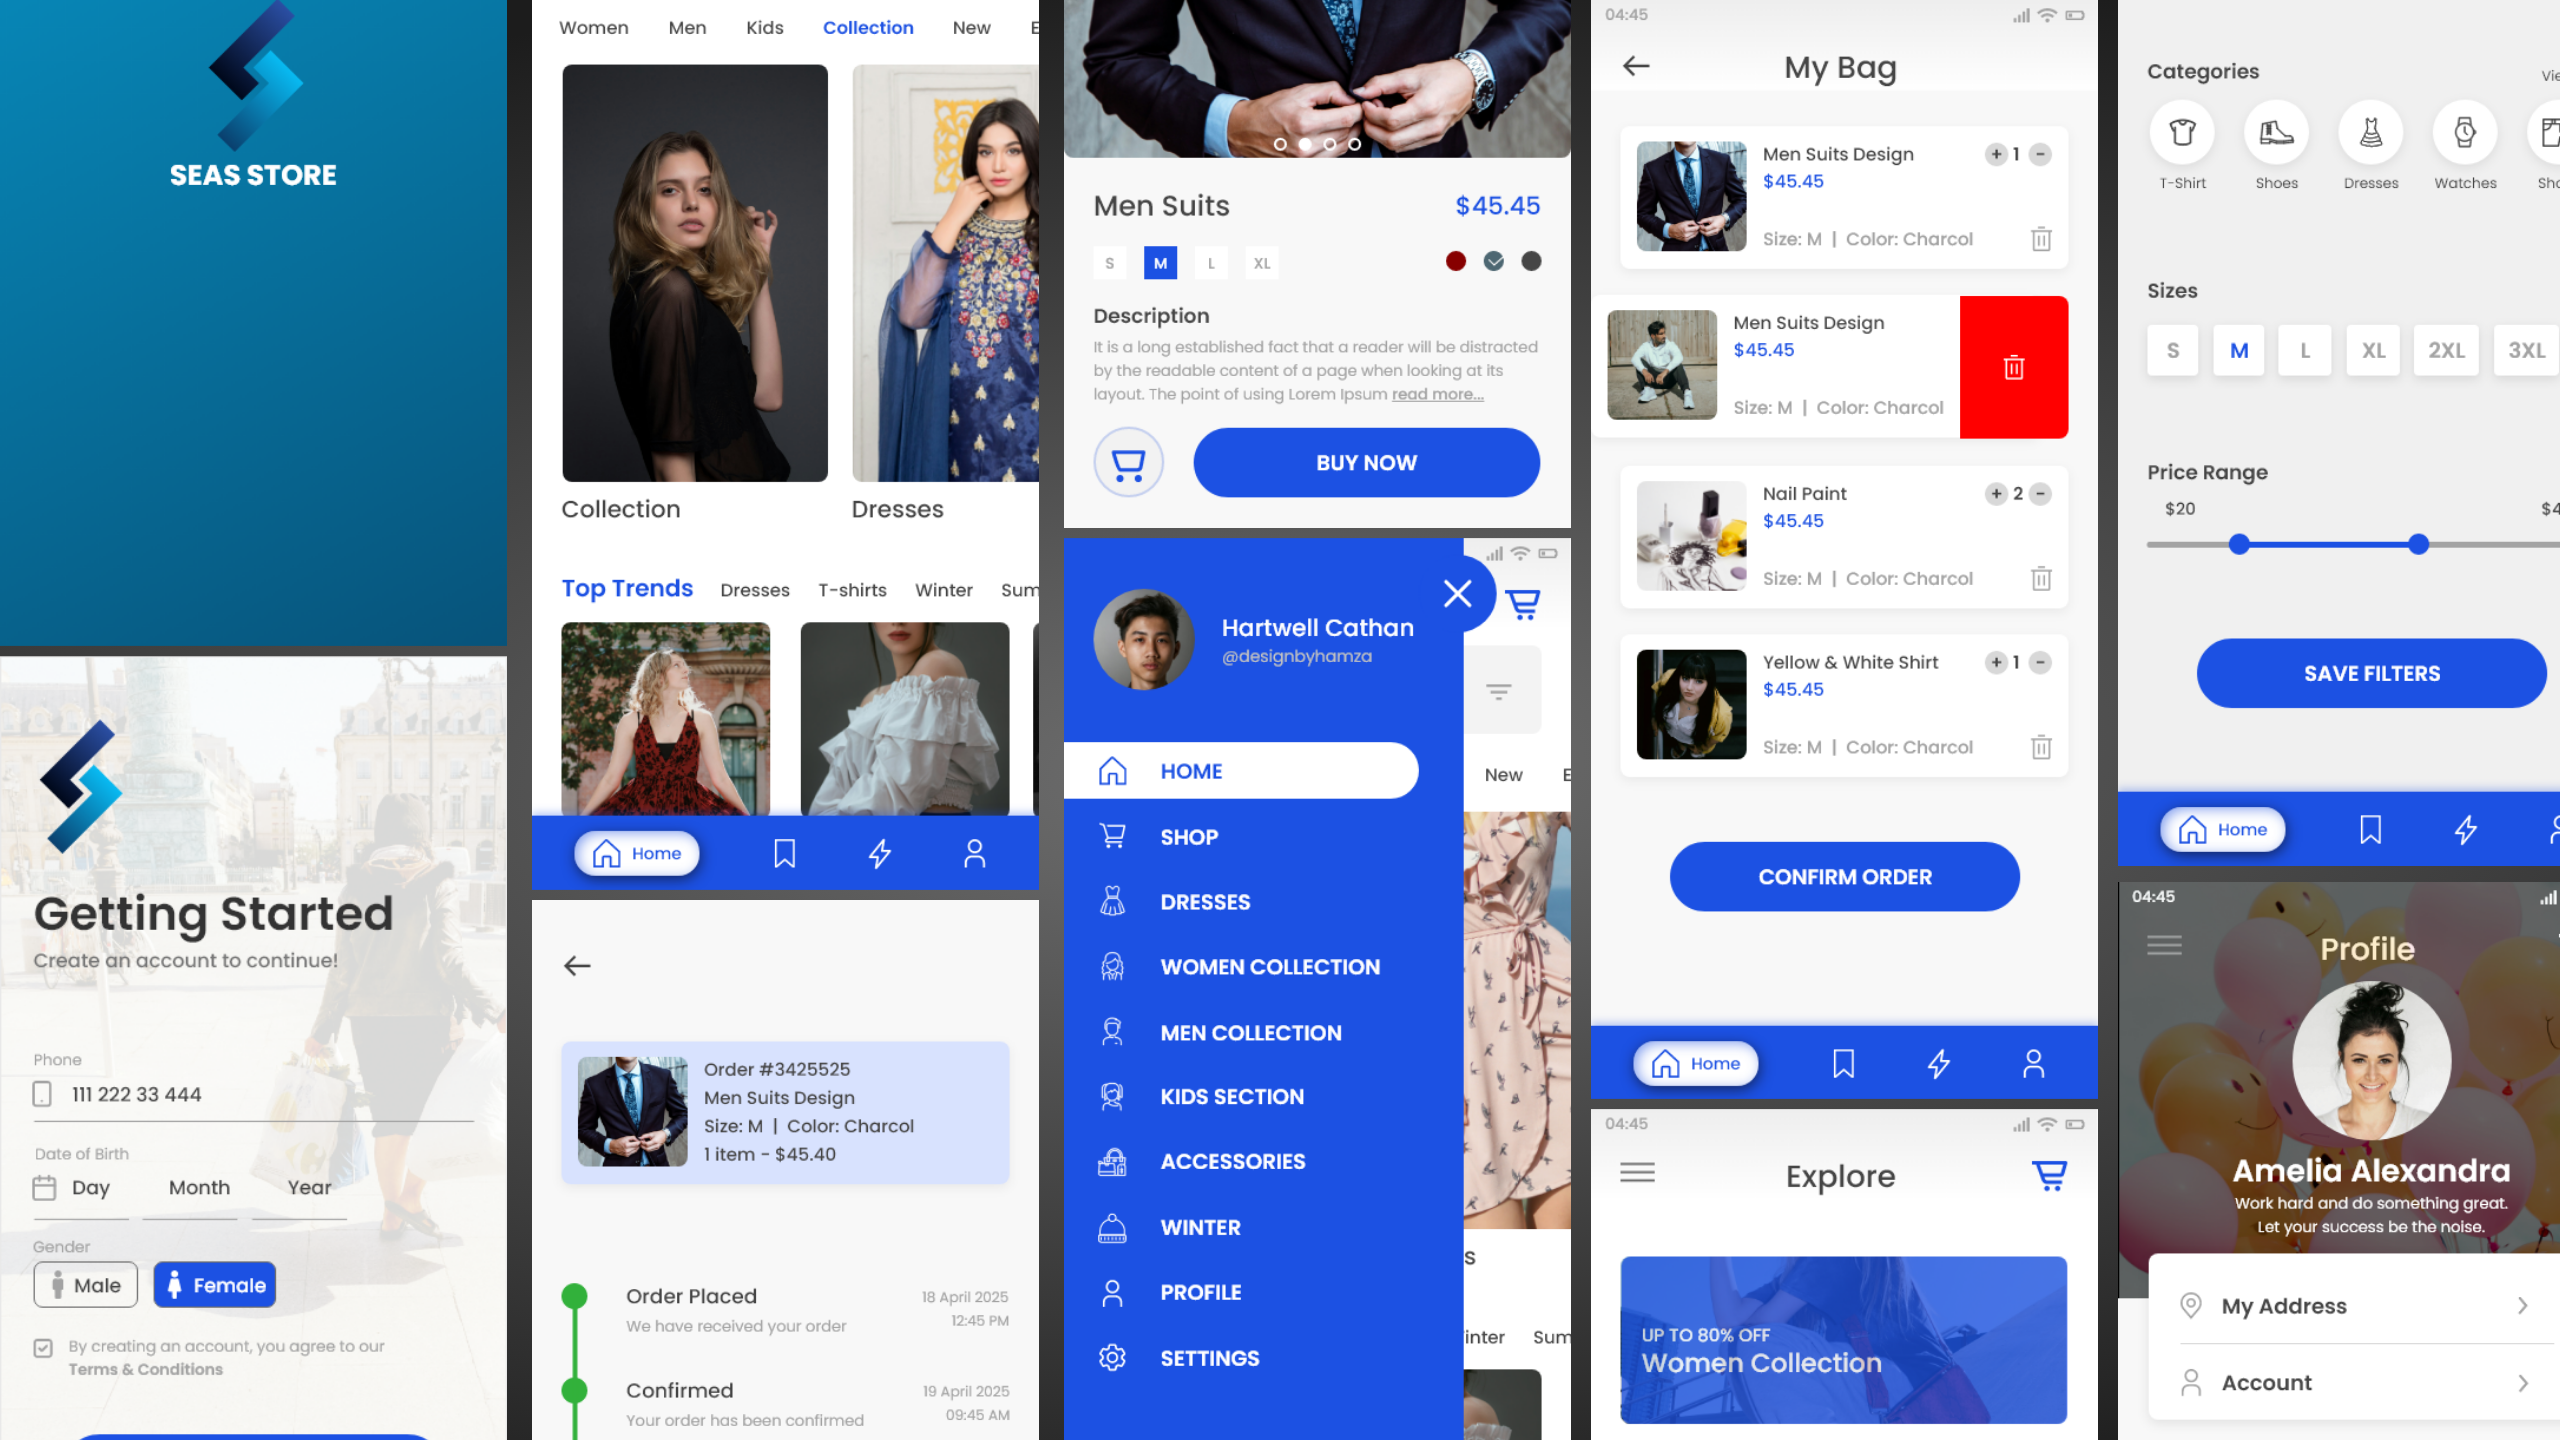 SEAS STORE
Getting Started
Create an account to continue!
Phone
111 222 33 444
Date of Birth
Day Month Year
Gender
Male Female
By creating an account, you agree to our
Terms & Conditions
Women Men Kids Collection New E
Collection Dresses
Top Trends Dresses T-shirts Winter Sum
Home
Order #3425525
Men Suits Design
Size: M | Color: Charcol
1 item - $45.40
Order Placed 18 April 2025
We have received your order 12:45 PM
Confirmed 19 April 2025
Your order has been confirmed 09:45 AM
Men Suits $45.45
S M L XL
Description
It is a long established fact that a reader will be distracted
by the readable content of a page when looking at its
layout. The point of using Lorem Ipsum read more...
BUY NOW
Hartwell Cathan
@designbyhamza
HOME
SHOP
DRESSES
WOMEN COLLECTION
MEN COLLECTION
KIDS SECTION
ACCESSORIES
WINTER
PROFILE
SETTINGS
New E
s
inter Sum
04:45
My Bag
Men Suits Design + 1 -
$45.45
Size: M | Color: Charcol
Men Suits Design
$45.45
Size: M | Color: Charcol
Nail Paint + 2 -
$45.45
Size: M | Color: Charcol
Yellow & White Shirt + 1 -
$45.45
Size: M | Color: Charcol
CONFIRM ORDER
Home
04:45
Explore
UP TO 80% OFF
Women Collection
Categories Vie
T-Shirt Shoes Dresses Watches Sho
Sizes
S M L XL 2XL 3XL
Price Range
$20 $4
SAVE FILTERS
Home
04:45
Profile
Amelia Alexandra
Work hard and do something great.
Let your success be the noise.
My Address
Account